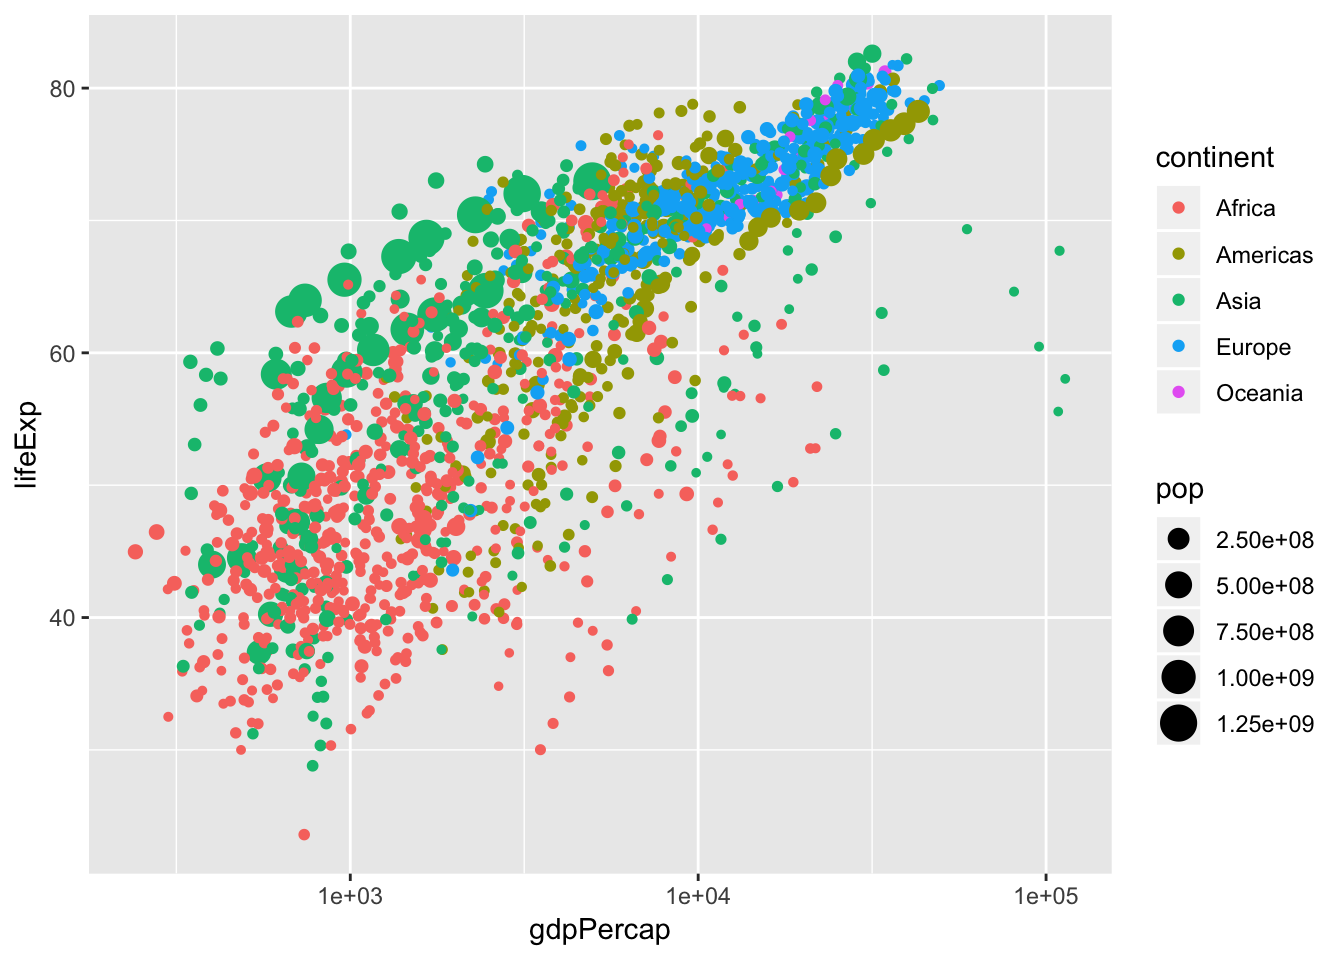 80
60
40
lifeExp
1e+03
1e+04
1e+05
gdpPercap
continent
Africa
Americas
Asia
Europe
Oceania
pop
2.50e+08
5.00e+08
7.50e+08
1.00e+09
1.25e+09